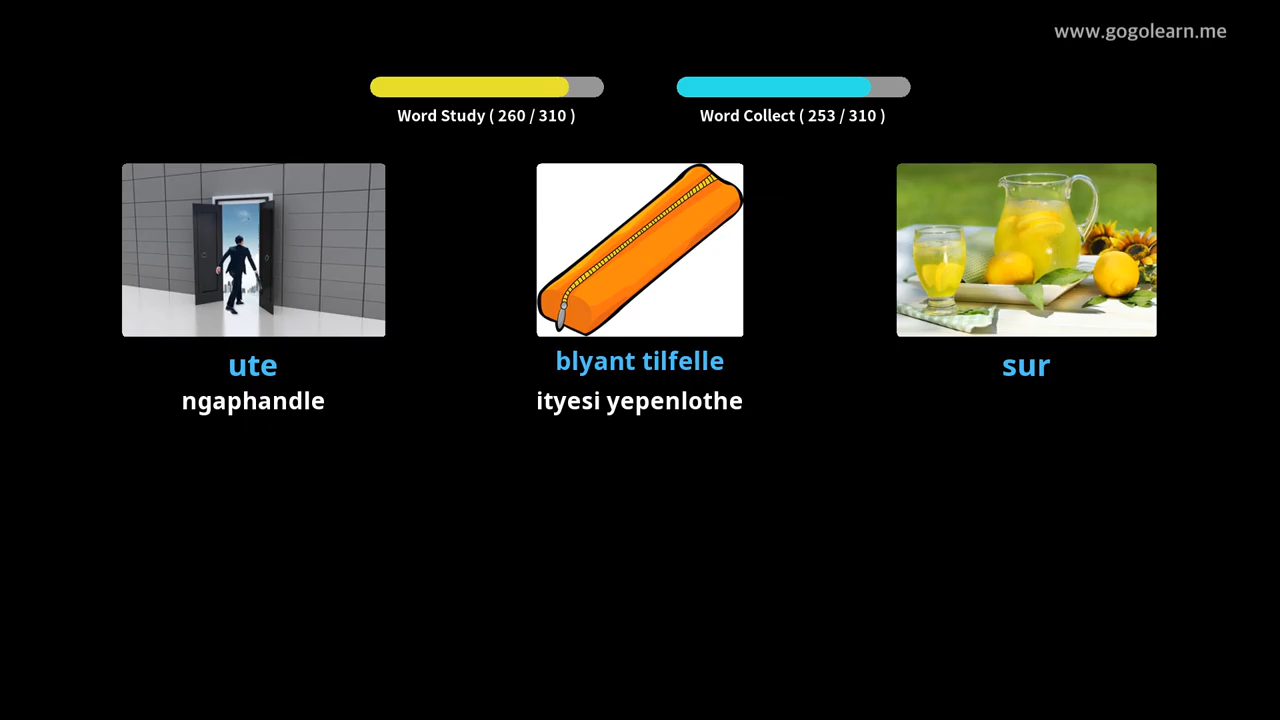 www.gogolearn.me
Word Study ( 260 / 310 )
Word Collect ( 253 / 310 )
ute
blyant tilfelle
sur
ngaphandle
ityesi yepenlothe